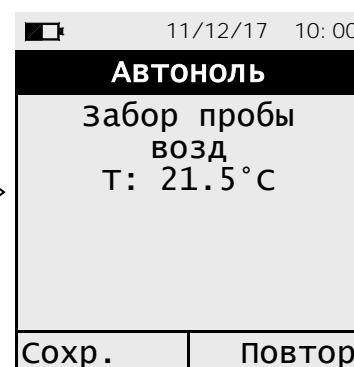 11/12/17 10:00
Автоноль
Забор пробы
возд
T: 21.5°C
Сохр. Повтор